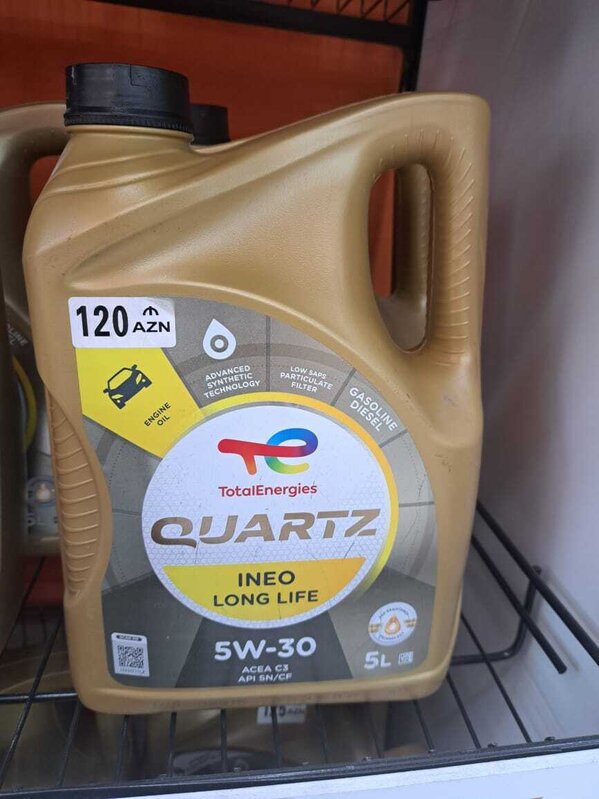 120 ₼ AZN
ENGINE
OIL
ADVANCED
SYNTHETIC
TECHNOLOGY
LOW SAPS
PARTICULATE
FILTER
GASOLINE
DIESEL
TotalEnergies
QUARTZ
INEO
LONG LIFE
5W-30
ACEA C3
API SN/CF
5L